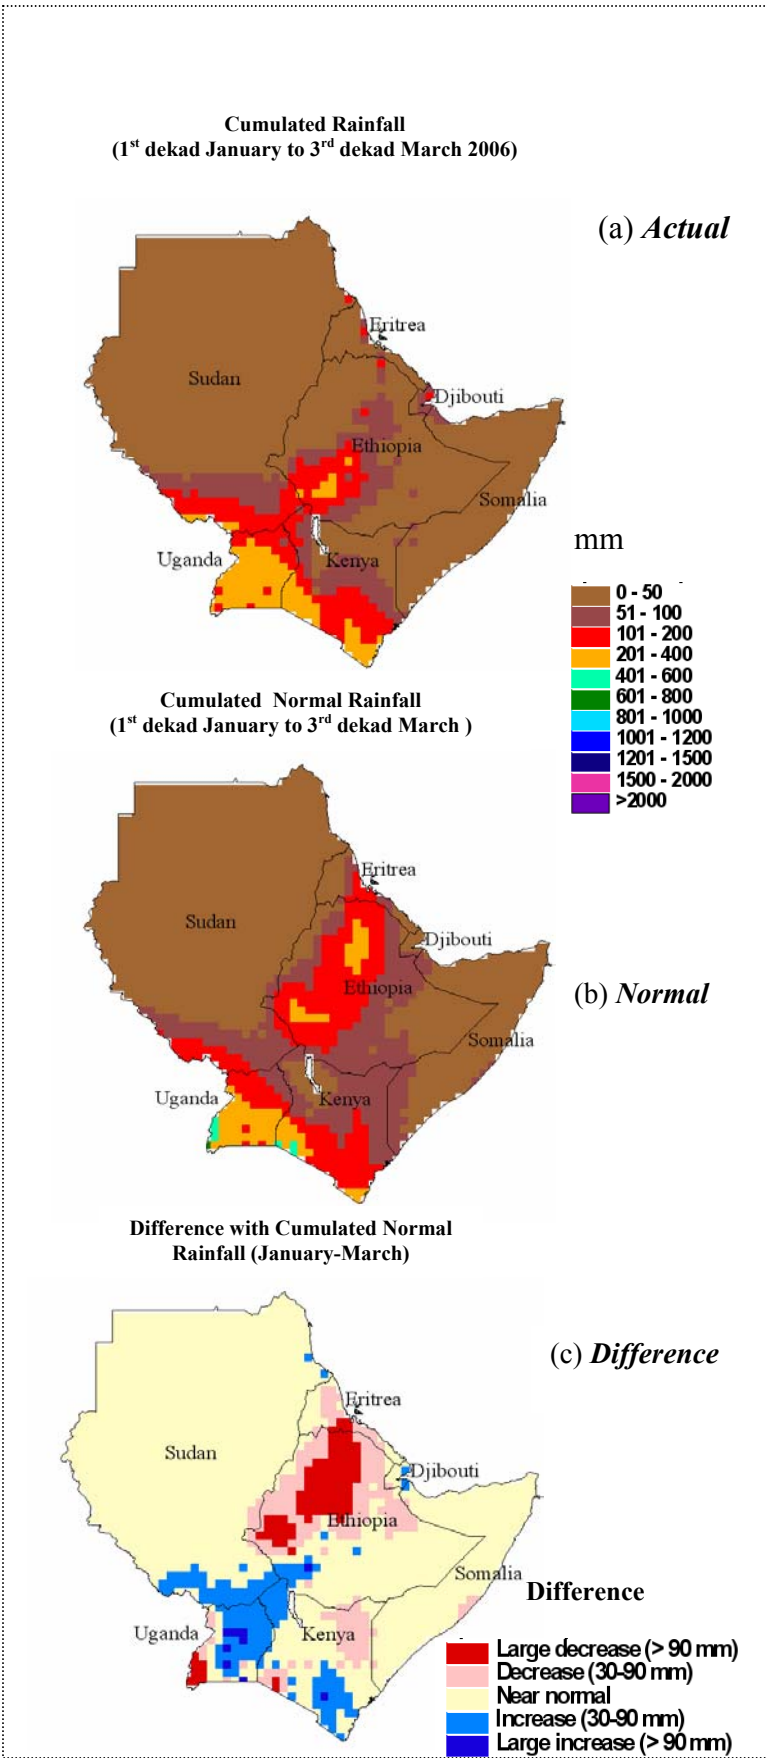 Cumulated Rainfall
(1st dekad January to 3rd dekad March 2006)
(a) Actual
Eritrea
Sudan
Djibouti
Ethiopia
Somalia
mm
Uganda
Kenya
0 - 50
51 - 100
101 - 200
201 - 400
401 - 600
601 - 800
801 - 1000
1001 - 1200
1201 - 1500
1500 - 2000
>2000
Cumulated Normal Rainfall
(1st dekad January to 3rd dekad March )
Eritrea
Sudan
Djibouti
Ethiopia
(b) Normal
Somalia
Uganda
Kenya
Difference with Cumulated Normal
Rainfall (January-March)
(c) Difference
Eritrea
Sudan
Djibouti
Ethiopia
Somalia
Difference
Uganda
Kenya
Large decrease (> 90 mm)
Decrease (30-90 mm)
Near normal
Increase (30-90 mm)
Large increase (> 90 mm)